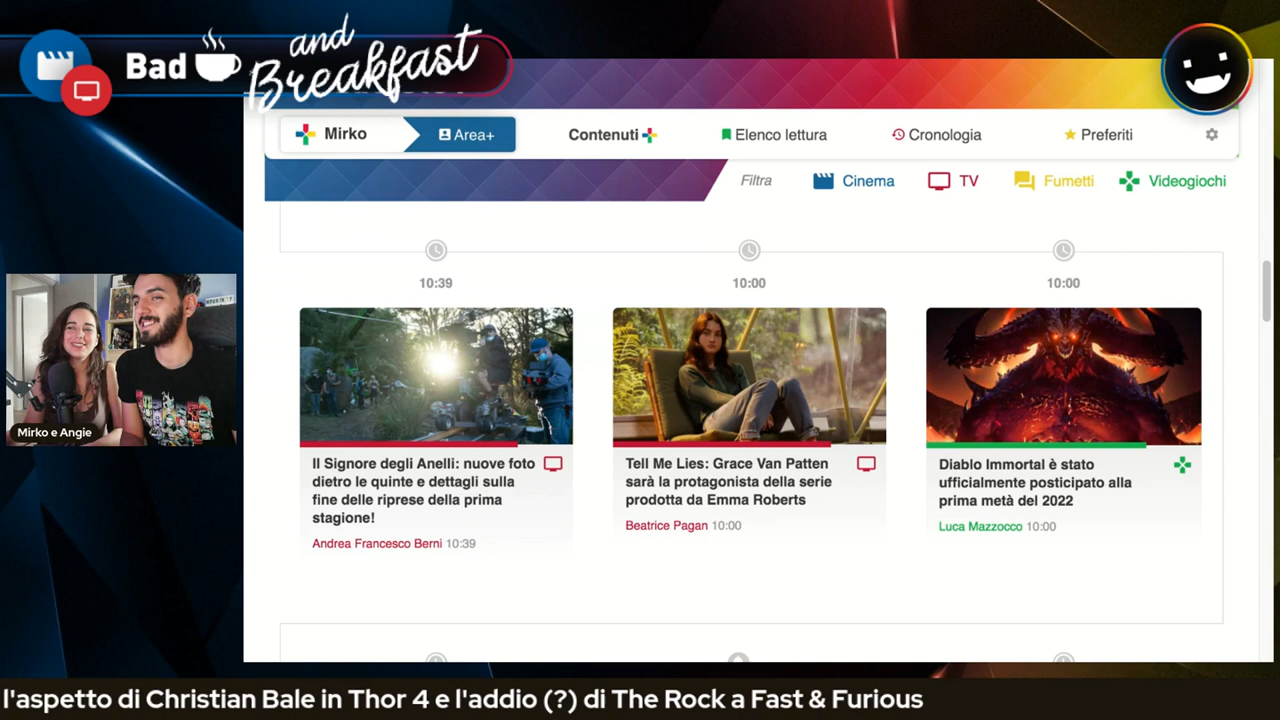 Bad and
Breakfast
Mirko
Area+
Contenuti
Elenco lettura
Cronologia
Preferiti
Filtra
Cinema
TV
Fumetti
Videogiochi
10:39
10:00
10:00
Il Signore degli Anelli: nuove foto
dietro le quinte e dettagli sulla
fine delle riprese della prima
stagione!
Andrea Francesco Berni 10:39
Tell Me Lies: Grace Van Patten
sarà la protagonista della serie
prodotta da Emma Roberts
Beatrice Pagan 10:00
Diablo Immortal è stato
ufficialmente posticipato alla
prima metà del 2022
Luca Mazzocco 10:00
Mirko e Angie
l'aspetto di Christian Bale in Thor 4 e l'addio (?) di The Rock a Fast & Furious